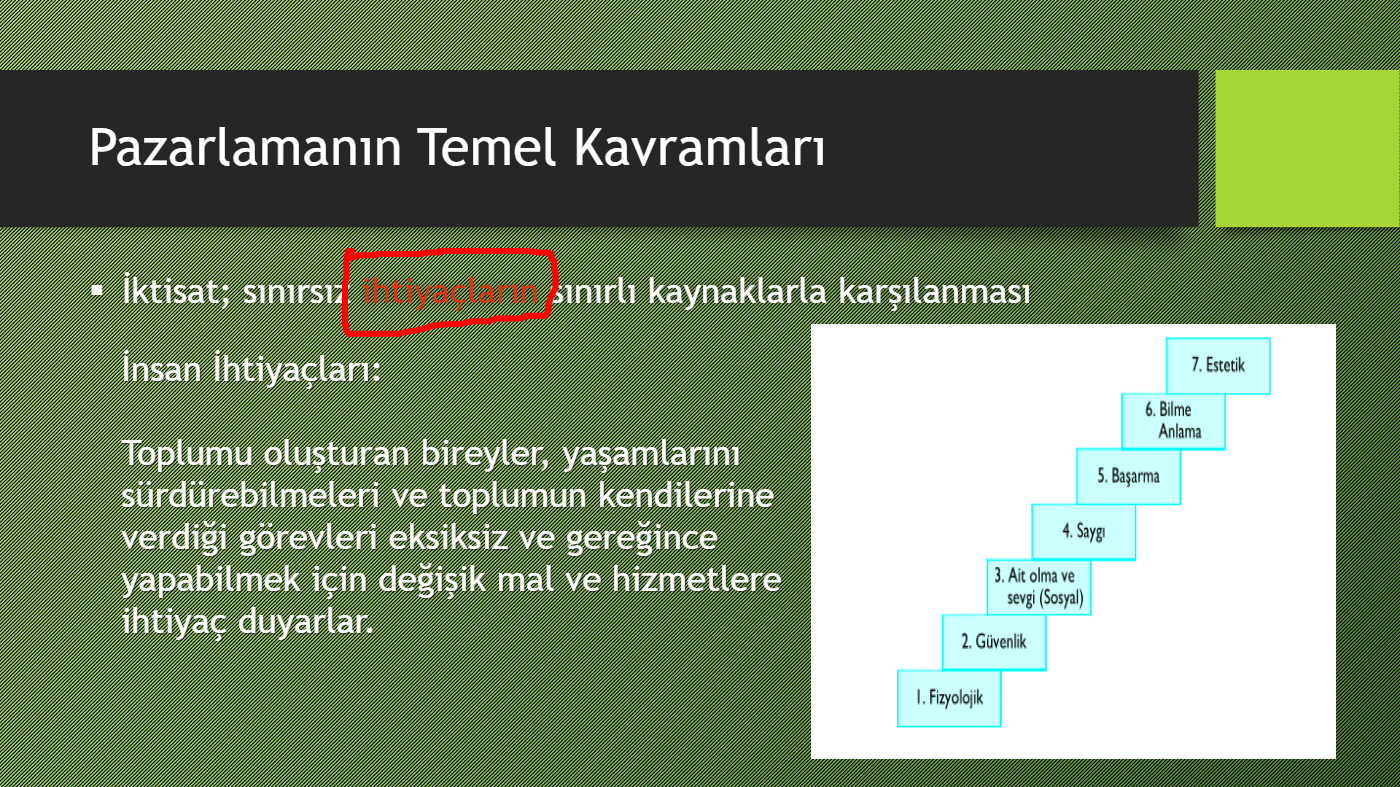 Pazarlamanın Temel Kavramları
İktisat; sınırsız ihtiyaçların sınırlı kaynaklarla karşılanması
İnsan İhtiyaçları:
Toplumu oluşturan bireyler, yaşamlarını
sürdürebilmeleri ve toplumun kendilerine
verdiği görevleri eksiksiz ve gereğince
yapabilmek için değişik mal ve hizmetlere
ihtiyaç duyarlar.
7. Estetik
6. Bilme
Anlama
5. Başarma
4. Saygı
3. Ait olma ve
sevgi (Sosyal)
2. Güvenlik
1. Fizyolojik